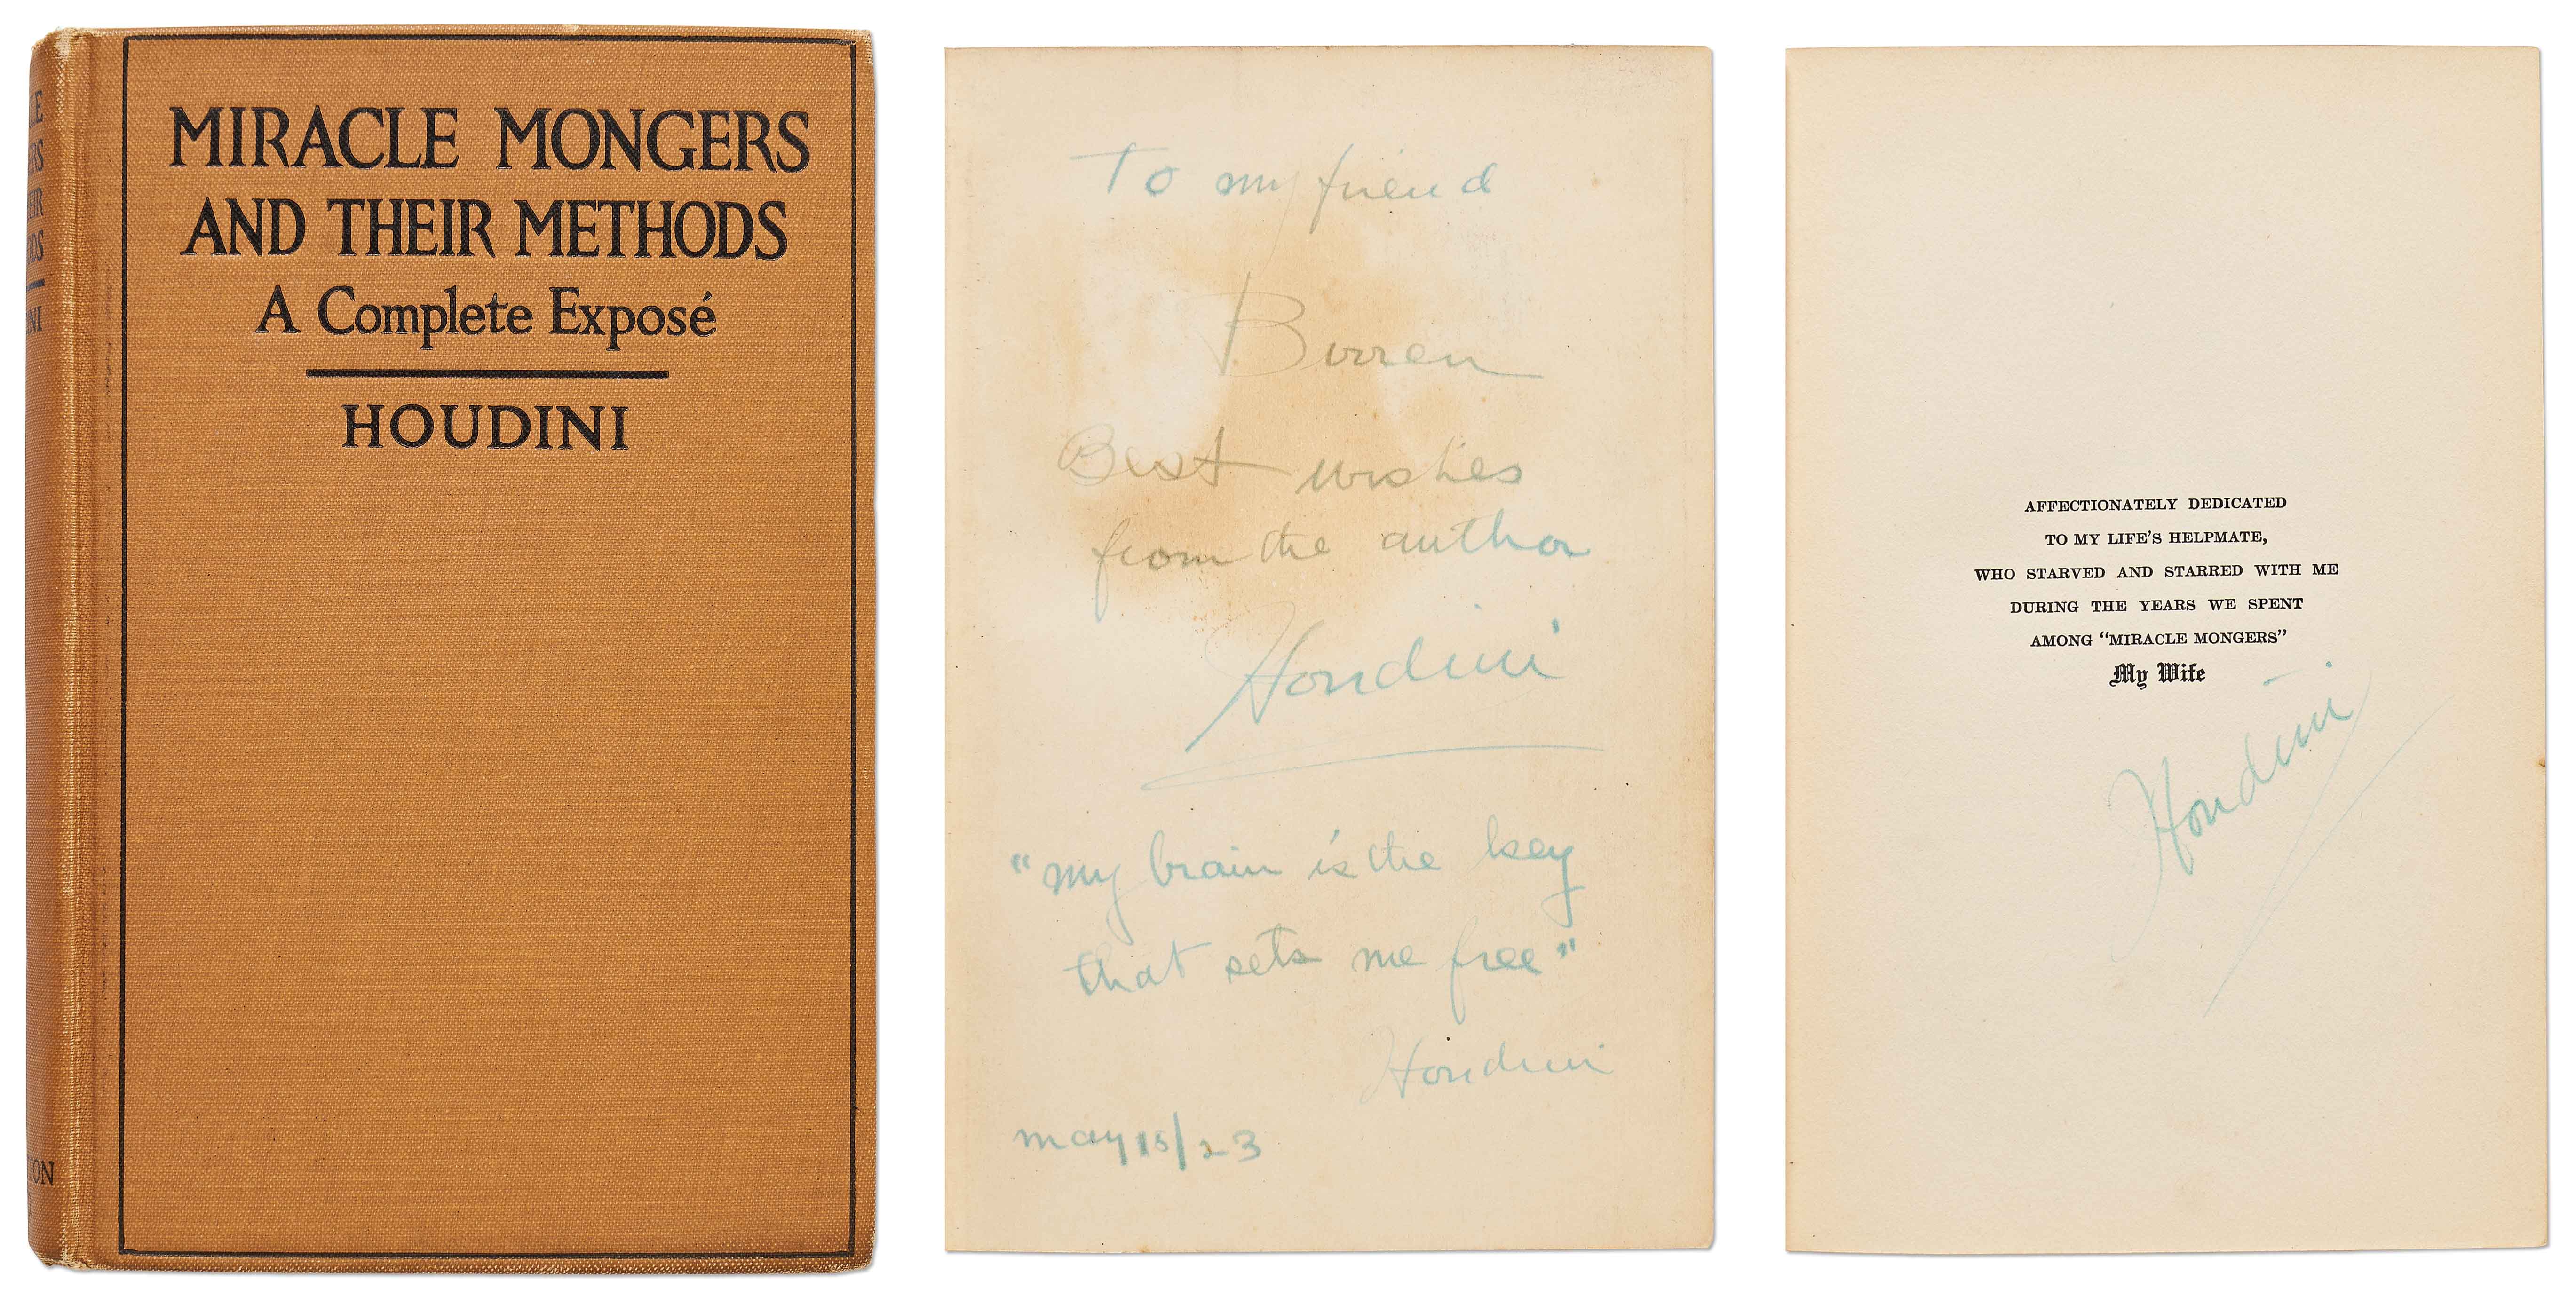 MIRACLE MONGERS
AND THEIR METHODS
A Complete Exposé
HOUDINI
To my friend
Birren
Best wishes
from the author
Houdini
"my brain is the key
that sets me free"
Houdini
may 15/23
AFFECTIONATELY DEDICATED
TO MY LIFE'S HELPMATE,
WHO STARVED AND STARRED WITH ME
DURING THE YEARS WE SPENT
AMONG "MIRACLE MONGERS"
My Wife
Houdini